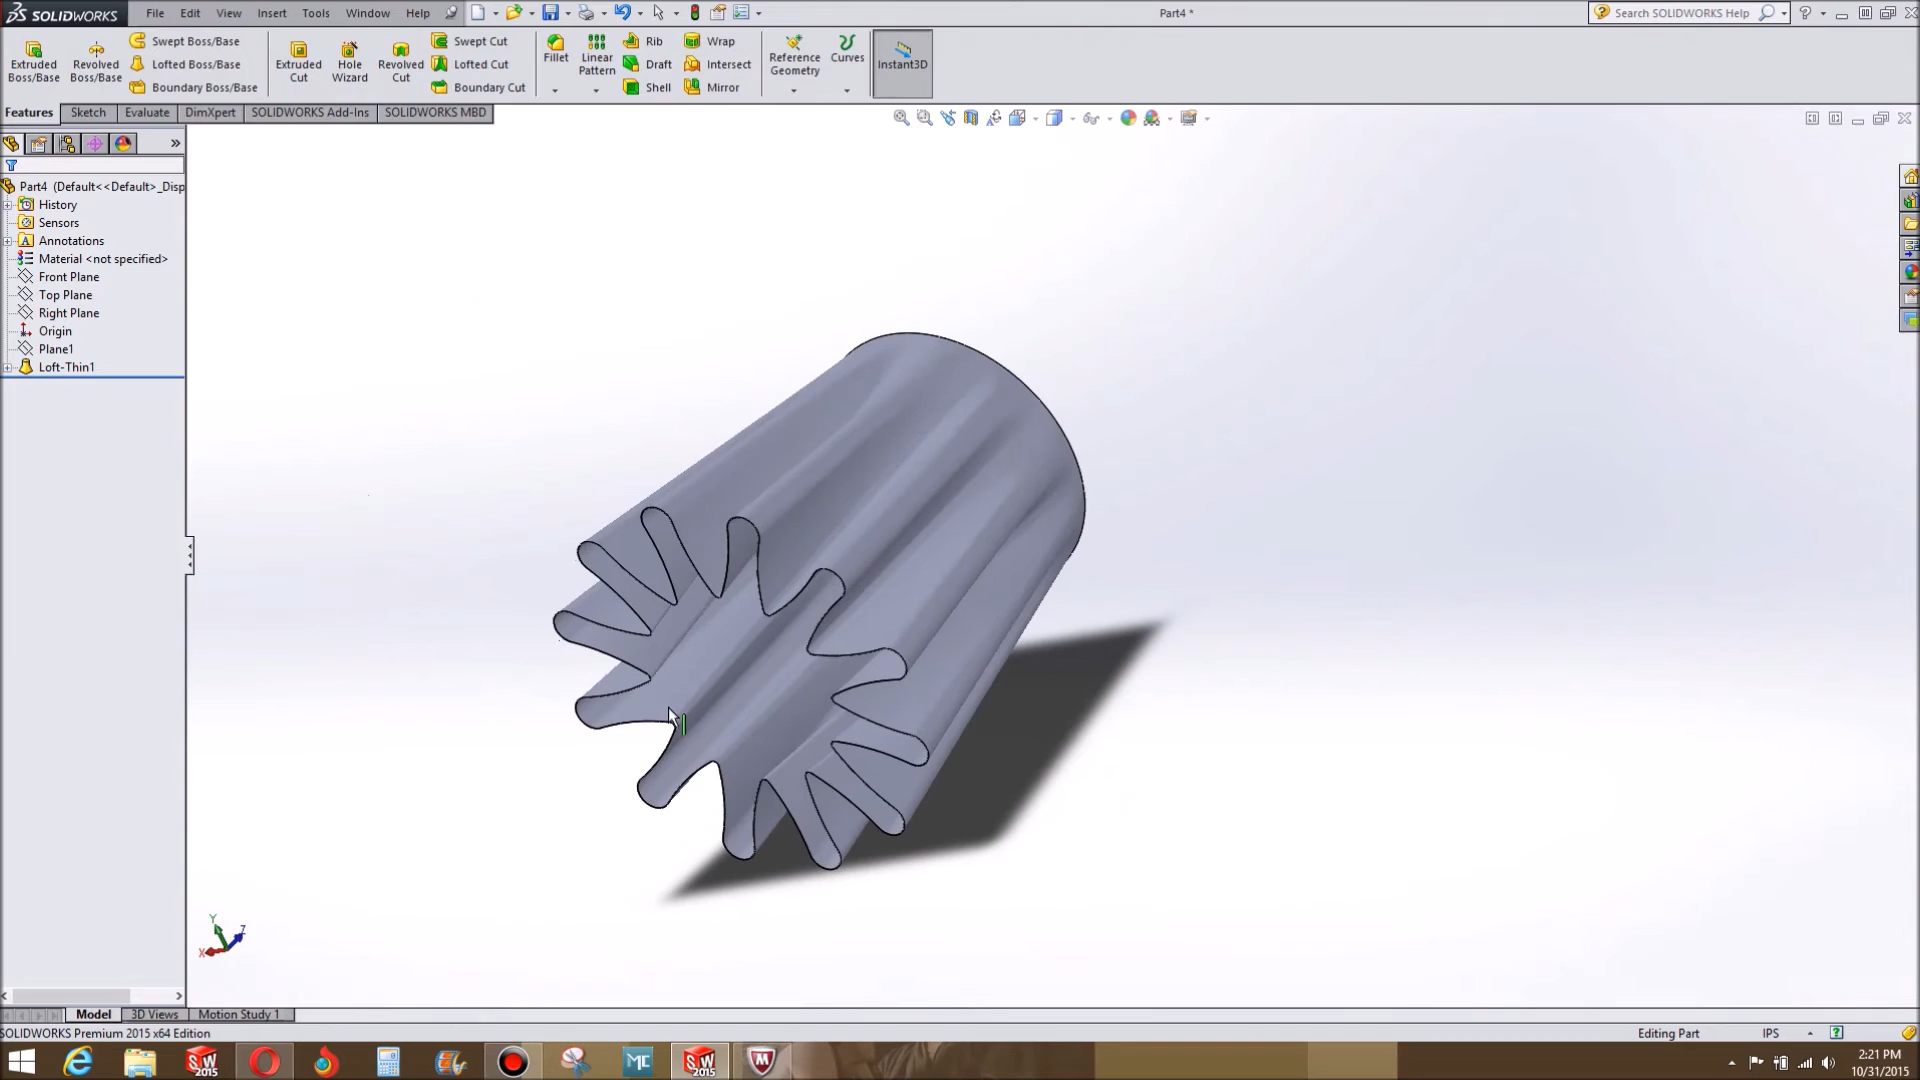 SOLIDWORKS File Edit View Insert Tools Window Help Part4 * Search SOLIDWORKS Help
Extruded Boss/Base
Revolved Boss/Base
Swept Boss/Base
Lofted Boss/Base
Boundary Boss/Base
Extruded Cut
Hole Wizard
Revolved Cut
Swept Cut
Lofted Cut
Boundary Cut
Fillet
Linear Pattern
Rib
Draft
Shell
Wrap
Intersect
Mirror
Reference Geometry
Curves
Instant3D
Features Sketch Evaluate DimXpert SOLIDWORKS Add-Ins SOLIDWORKS MBD
Part4 (Default<<Default>_Disp
History
Sensors
Annotations
Material <not specified>
Front Plane
Top Plane
Right Plane
Origin
Plane1
Loft-Thin1
Y
Z
X
Model 3D Views Motion Study 1
SOLIDWORKS Premium 2015 x64 Edition Editing Part IPS
SW 2015
MC
SW 2015
2:21 PM
10/31/2015